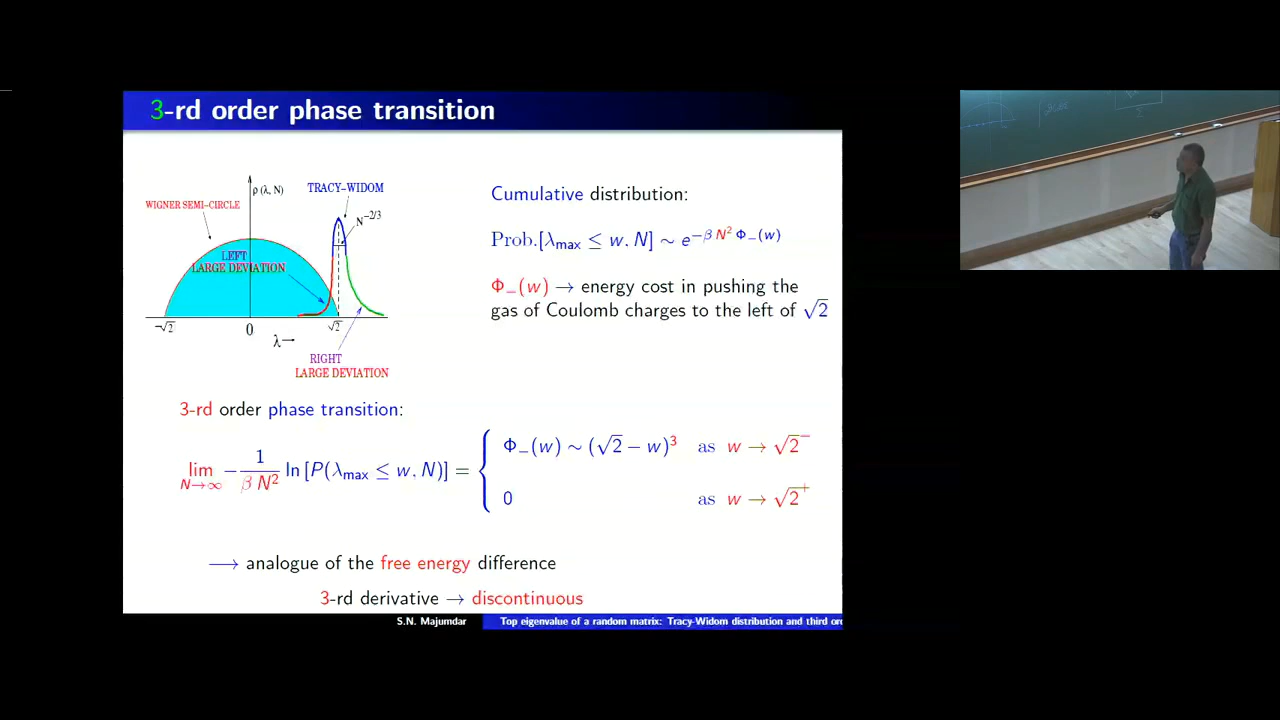 3-rd order phase transition
ρ (λ, N)
TRACY–WIDOM
WIGNER SEMI–CIRCLE
N^{−2/3}
LEFT
LARGE DEVIATION
−√2
0
√2
λ
RIGHT
LARGE DEVIATION
Cumulative distribution:
Prob.[λ_max ≤ w, N] ∼ e^{−β N² Φ₋(w)}
Φ₋(w) → energy cost in pushing the
gas of Coulomb charges to the left of √2
3-rd order phase transition:
lim_{N→∞} − 1/(β N²) ln [P(λ_max ≤ w, N)] = { Φ₋(w) ∼ (√2 − w)³ as w → √2⁻
0 as w → √2⁺
⟶ analogue of the free energy difference
3-rd derivative → discontinuous
S.N. Majumdar
Top eigenvalue of a random matrix: Tracy-Widom distribution and third ord